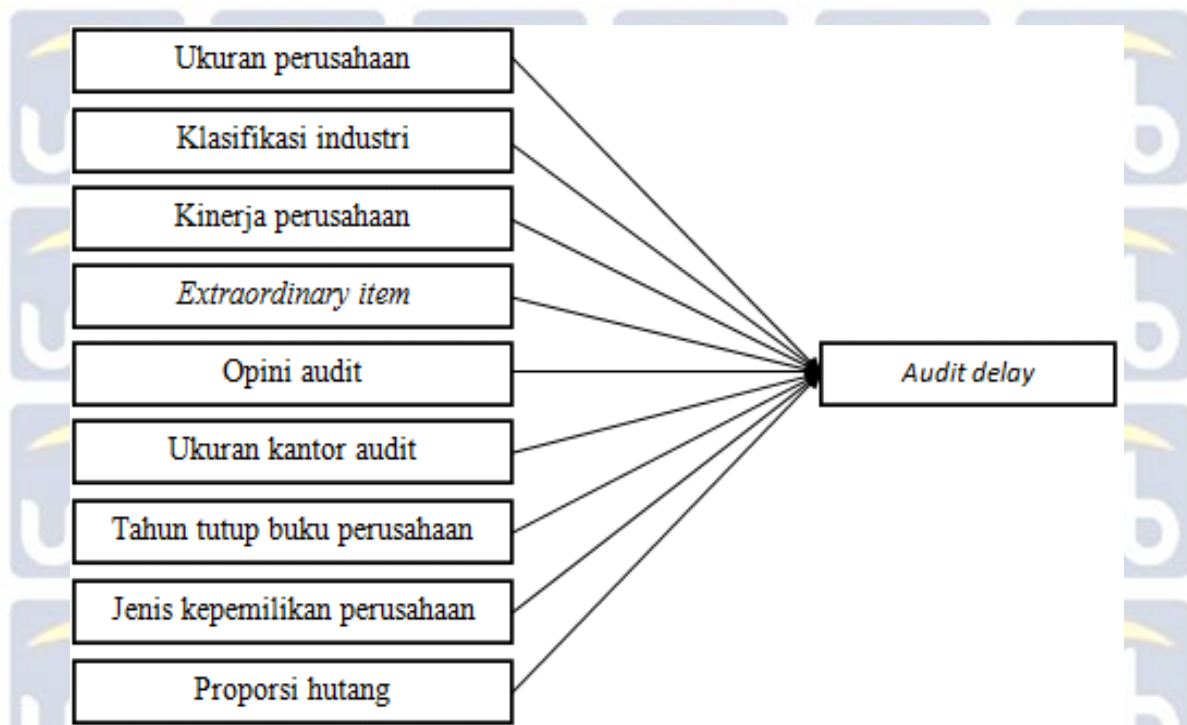 Ukuran perusahaan
Klasifikasi industri
Kinerja perusahaan
Extraordinary item
Opini audit
Audit delay
Ukuran kantor audit
Tahun tutup buku perusahaan
Jenis kepemilikan perusahaan
Proporsi hutang